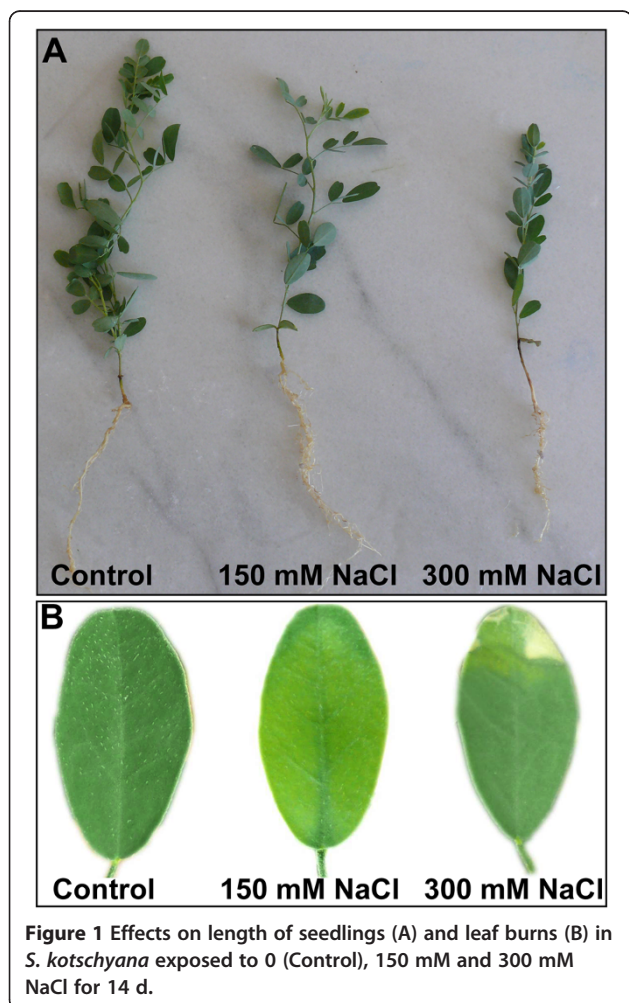 A
Control 150 mM NaCl 300 mM NaCl
B
Control 150 mM NaCl 300 mM NaCl
Figure 1 Effects on length of seedlings (A) and leaf burns (B) in
S. kotschyana exposed to 0 (Control), 150 mM and 300 mM
NaCl for 14 d.